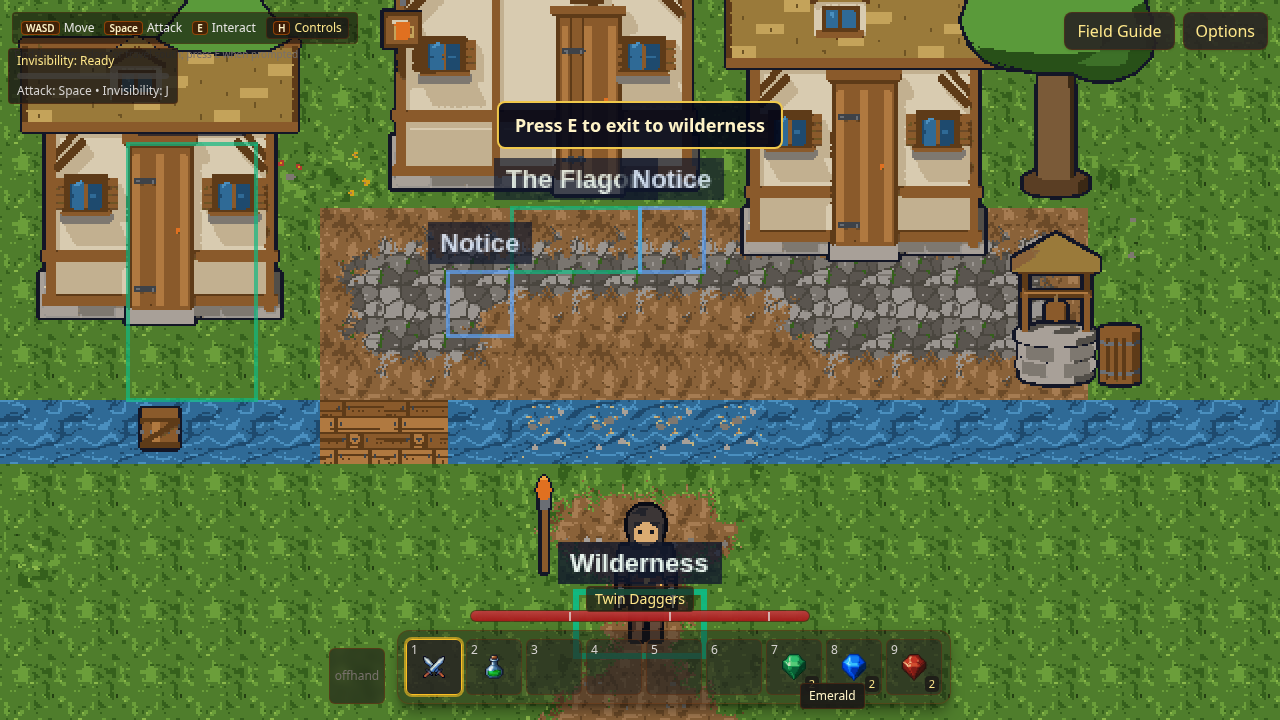 WASD Move Space Attack E Interact H Controls
Field Guide Options
Invisibility: Ready
Attack: Space • Invisibility: J
Press E to exit to wilderness
The Flag Notice
Notice
Wilderness
Twin Daggers
offhand
1 2 3 4 5 6 7 8 9
2 2
Emerald